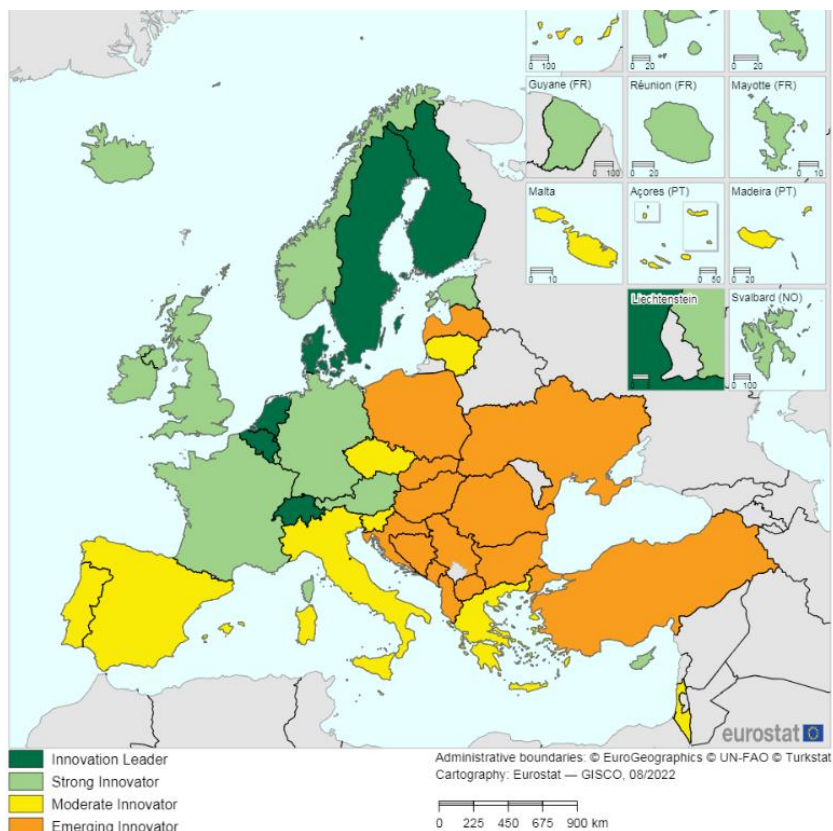 0 100
0 20
0 20
Guyane (FR)
0 100
Réunion (FR)
0 20
Mayotte (FR)
0 10
Malta
0 10
Açores (PT)
0 50
Madeira (PT)
0 20
Liechtenstein
Svalbard (NO)
0 100
eurostat
Innovation Leader
Strong Innovator
Moderate Innovator
Emerging Innovator
Administrative boundaries: © EuroGeographics © UN-FAO © Turkstat
Cartography: Eurostat — GISCO, 08/2022
0 225 450 675 900 km